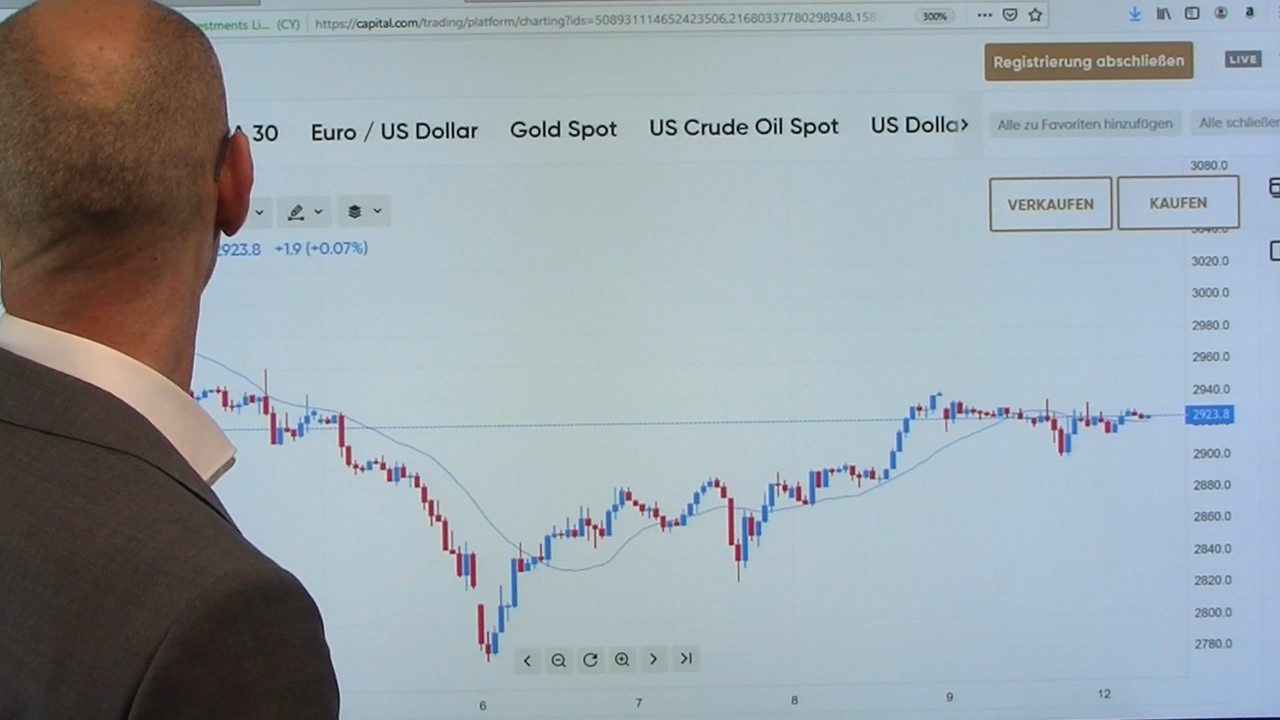 estments Li... (CY) https://capital.com/trading/platform/charting?ids=508931114652423506,21680337780298948,158 300%
Registrierung abschließen LIVE
A 30 Euro / US Dollar Gold Spot US Crude Oil Spot US Dolla Alle zu Favoriten hinzufügen Alle schließen
3080.0
VERKAUFEN KAUFEN
3040.0
2923.8 +1.9 (+0.07%)
3020.0
3000.0
2980.0
2960.0
2940.0
2923.8
2900.0
2880.0
2860.0
2840.0
2820.0
2800.0
2780.0
6 7 8 9 12